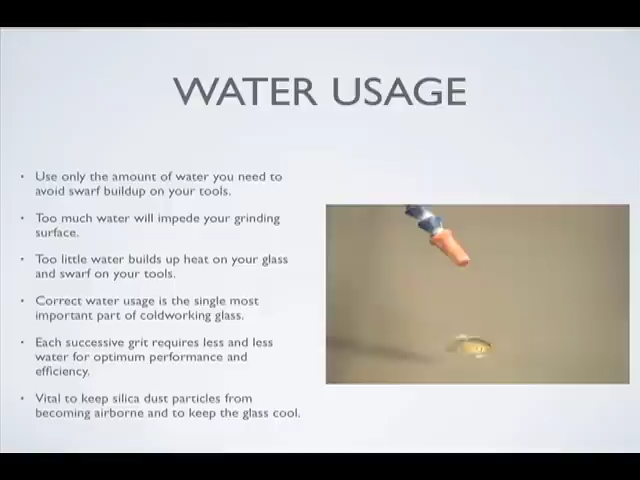 WATER USAGE
• Use only the amount of water you need to
avoid swarf buildup on your tools.
• Too much water will impede your grinding
surface.
• Too little water builds up heat on your glass
and swarf on your tools.
• Correct water usage is the single most
important part of coldworking glass.
• Each successive grit requires less and less
water for optimum performance and
efficiency.
• Vital to keep silica dust particles from
becoming airborne and to keep the glass cool.